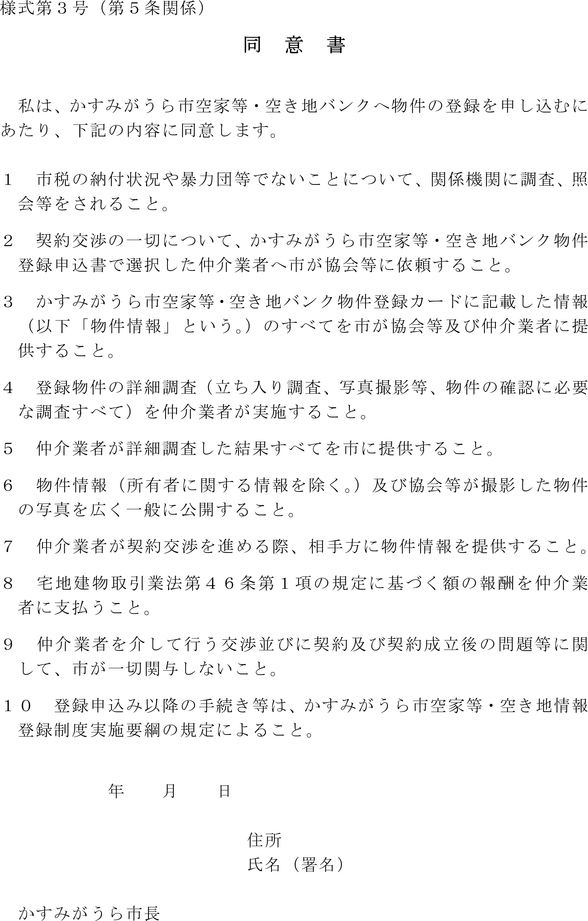 様式第３号（第５条関係）
同　意　書
　私は、かすみがうら市空家等・空き地バンクへ物件の登録を申し込むに
あたり、下記の内容に同意します。
１　市税の納付状況や暴力団等でないことについて、関係機関に調査、照
会等をされること。
２　契約交渉の一切について、かすみがうら市空家等・空き地バンク物件
登録申込書で選択した仲介業者へ市が協会等に依頼すること。
３　かすみがうら市空家等・空き地バンク物件登録カードに記載した情報
（以下「物件情報」という。）のすべてを市が協会等及び仲介業者に提
供すること。
４　登録物件の詳細調査（立ち入り調査、写真撮影等、物件の確認に必要
な調査すべて）を仲介業者が実施すること。
５　仲介業者が詳細調査した結果すべてを市に提供すること。
６　物件情報（所有者に関する情報を除く。）及び協会等が撮影した物件
の写真を広く一般に公開すること。
７　仲介業者が契約交渉を進める際、相手方に物件情報を提供すること。
８　宅地建物取引業法第４６条第１項の規定に基づく額の報酬を仲介業
者に支払うこと。
９　仲介業者を介して行う交渉並びに契約及び契約成立後の問題等に関
して、市が一切関与しないこと。
１０　登録申込み以降の手続き等は、かすみがうら市空家等・空き地情報
登録制度実施要綱の規定によること。
年　　月　　日
住所
氏名（署名）
かすみがうら市長